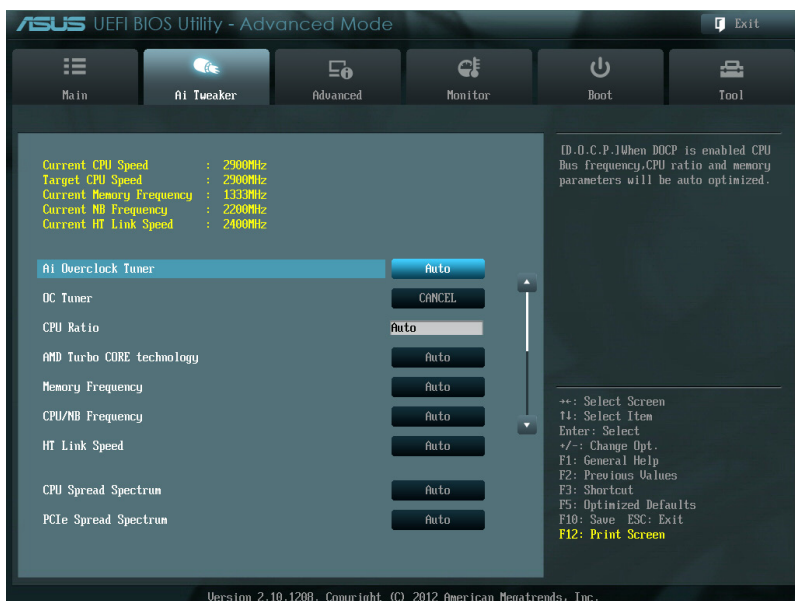 ASUS UEFI BIOS Utility - Advanced Mode
Exit
Main
Ai Tweaker
Advanced
Monitor
Boot
Tool
Current CPU Speed : 2900MHz
Target CPU Speed : 2900MHz
Current Memory Frequency : 1333MHz
Current NB Frequency : 2200MHz
Current HT Link Speed : 2400MHz
Ai Overclock Tuner Auto
OC Tuner CANCEL
CPU Ratio Auto
AMD Turbo CORE technology Auto
Memory Frequency Auto
CPU/NB Frequency Auto
HT Link Speed Auto
CPU Spread Spectrum Auto
PCIe Spread Spectrum Auto
[D.O.C.P.]When DOCP is enabled CPU
Bus frequency,CPU ratio and memory
parameters will be auto optimized.
→←: Select Screen
↑↓: Select Item
Enter: Select
+/-: Change Opt.
F1: General Help
F2: Previous Values
F3: Shortcut
F5: Optimized Defaults
F10: Save ESC: Exit
F12: Print Screen
Version 2.10.1208. Copyright (C) 2012 American Megatrends, Inc.